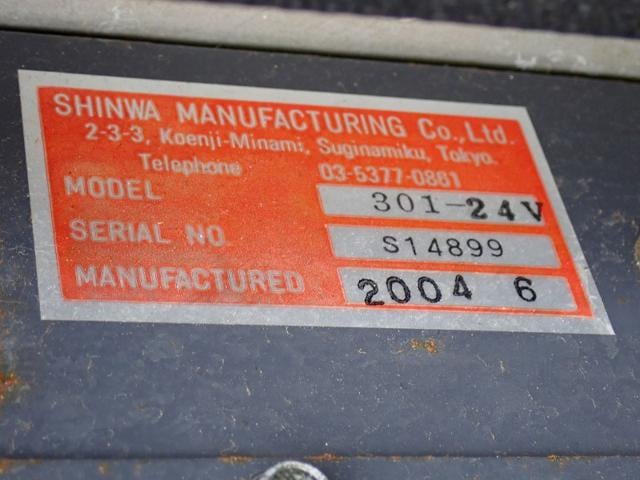 SHINWA MANUFACTURING Co.,Ltd.
2-3-3, Koenji-Minami, Suginamiku, Tokyo.
Telephone 03-5377-0861
MODEL 301-24V
SERIAL NO. S14899
MANUFACTURED 2004 6